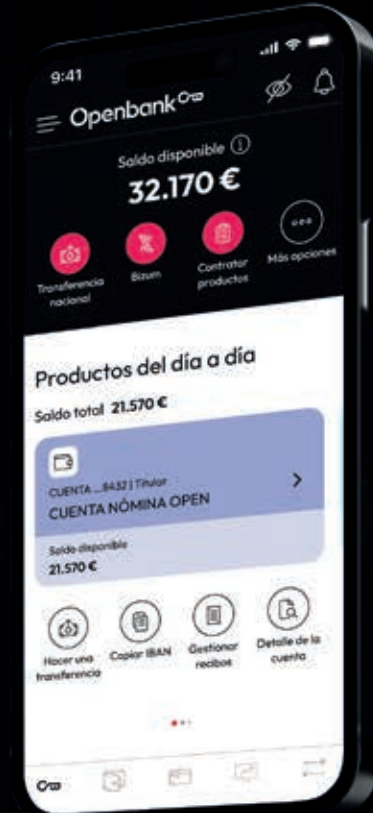 9:41
Openbank
Saldo disponible
32.170 €
Transferencia nacional
Bizum
Contratar productos
Más opciones
Productos del día a día
Saldo total 21.570 €
CUENTA ...8432 | Titular
CUENTA NÓMINA OPEN
Saldo disponible
21.570 €
Hacer una transferencia
Copiar IBAN
Gestionar recibos
Detalle de la cuenta